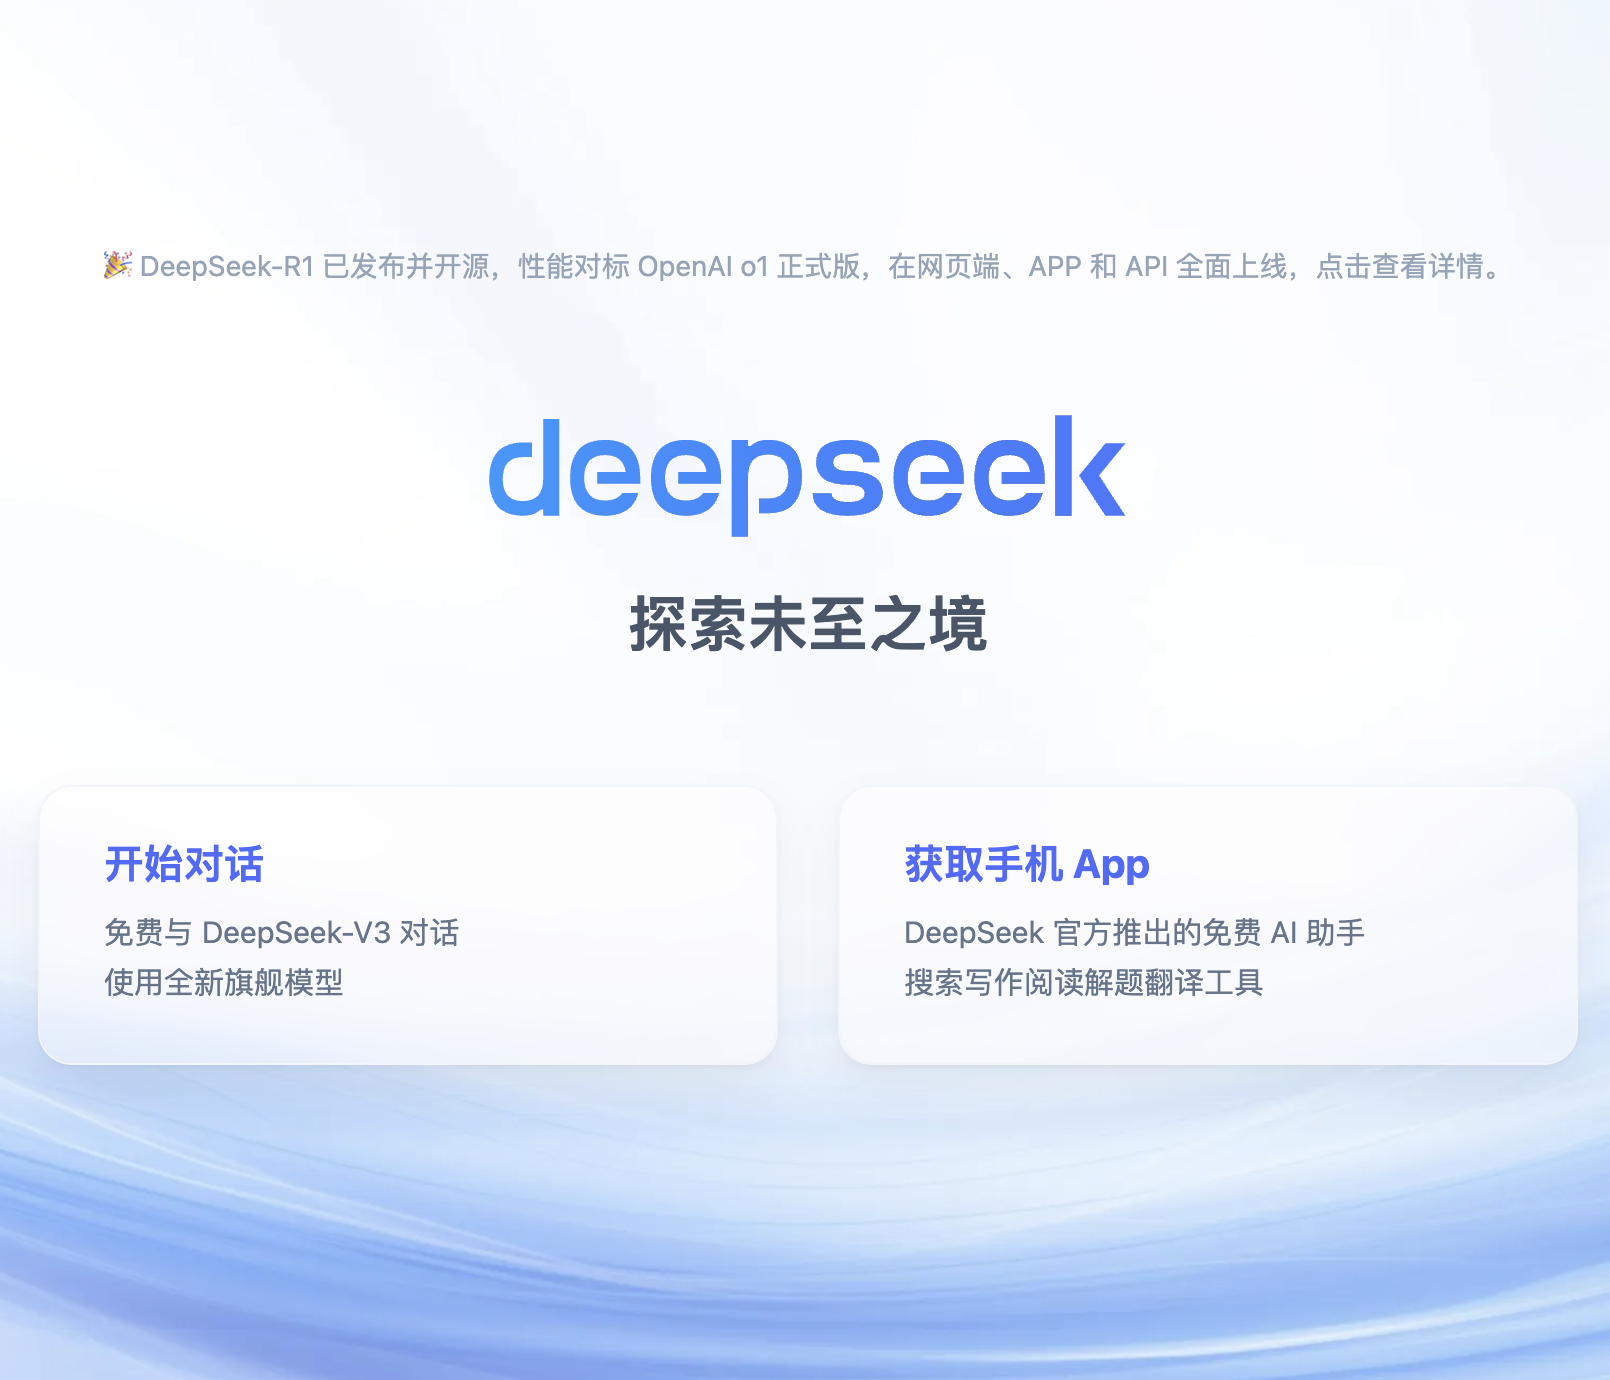 🎉 DeepSeek-R1 已发布并开源，性能对标 OpenAI o1 正式版，在网页端、APP 和 API 全面上线，点击查看详情。
deepseek
探索未至之境
开始对话
免费与 DeepSeek-V3 对话
使用全新旗舰模型
获取手机 App
DeepSeek 官方推出的免费 AI 助手
搜索写作阅读解题翻译工具